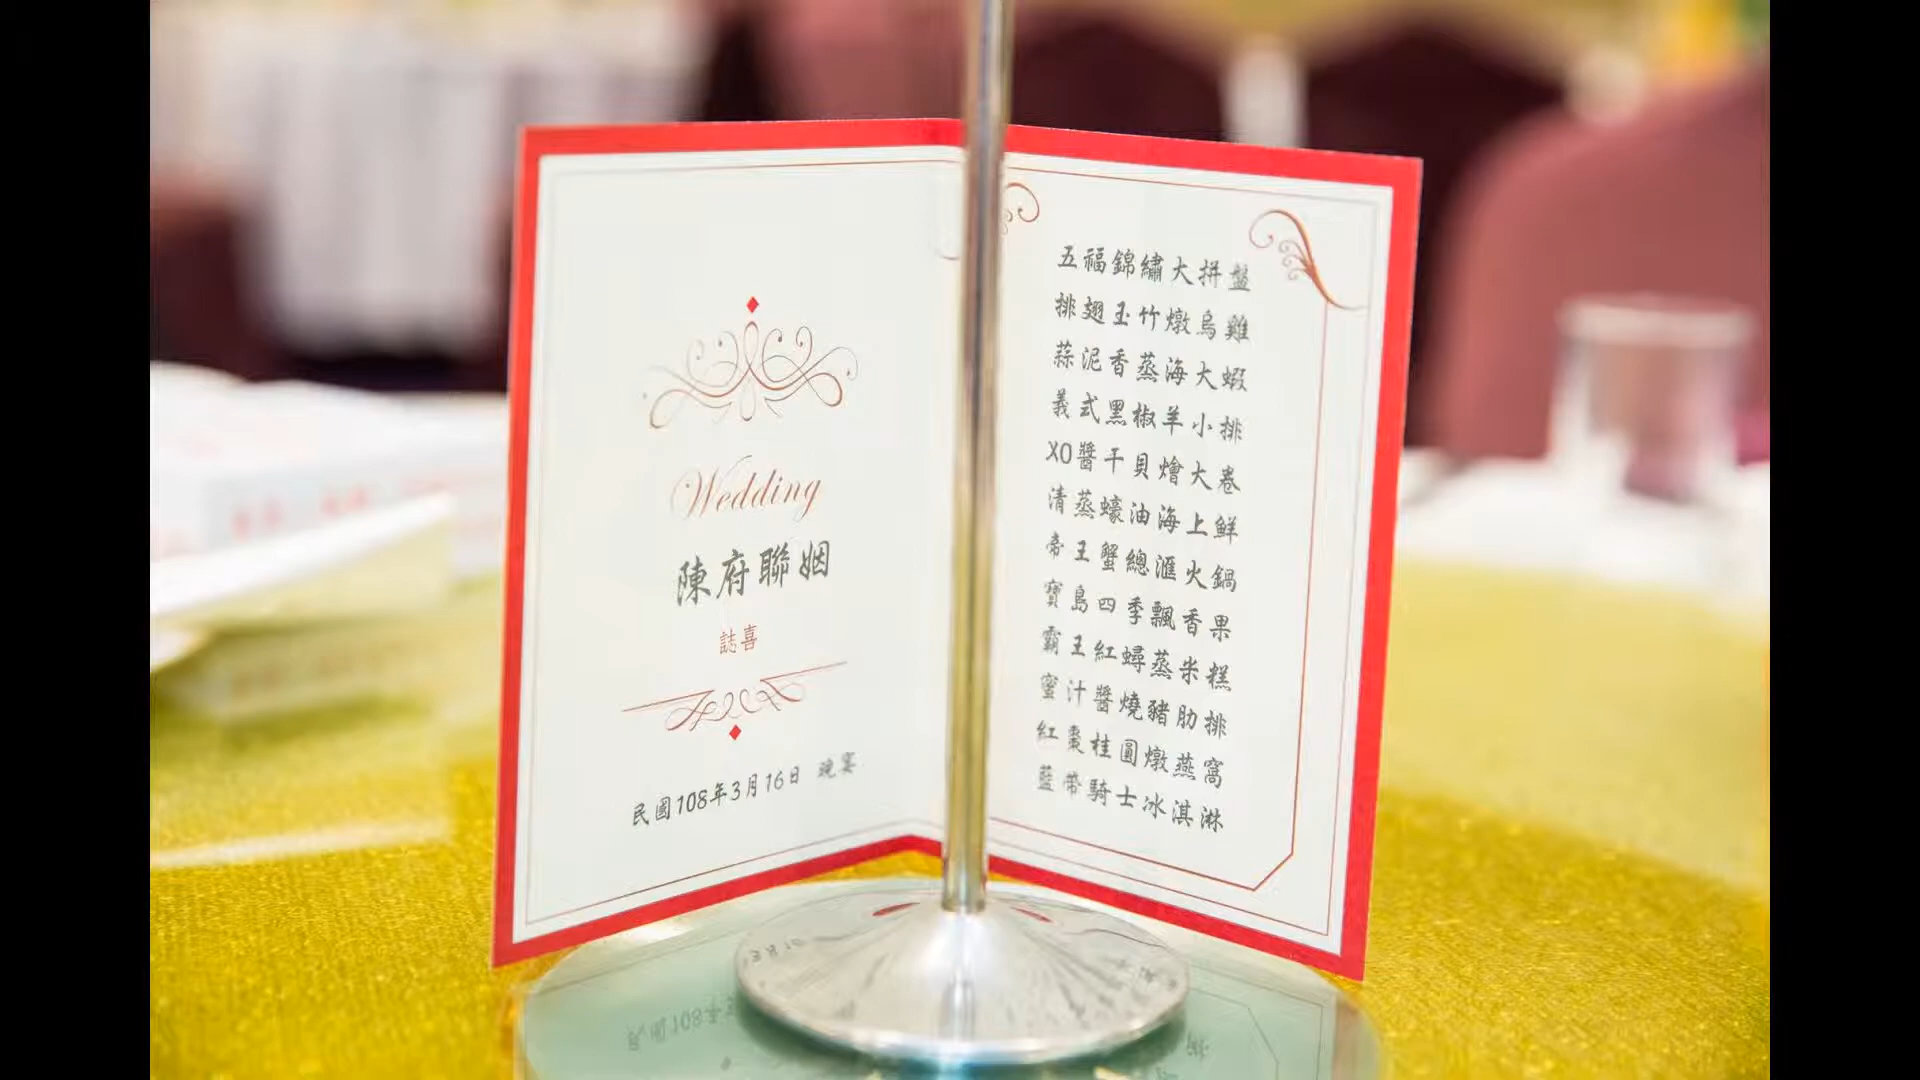 Wedding
陳府聯姻
誌喜
民國108年3月16日 晚宴
五福錦繡大拼盤
排翅玉竹燉烏雞
蒜泥香蒸海大蝦
義式黑椒羊小排
XO醬干貝燴大卷
清蒸蠔油海上鮮
帝王蟹總滙火鍋
寶島四季飄香果
霸王紅蟳蒸米糕
蜜汁醬燒豬肋排
紅棗桂圓燉燕窩
藍帶騎士冰淇淋